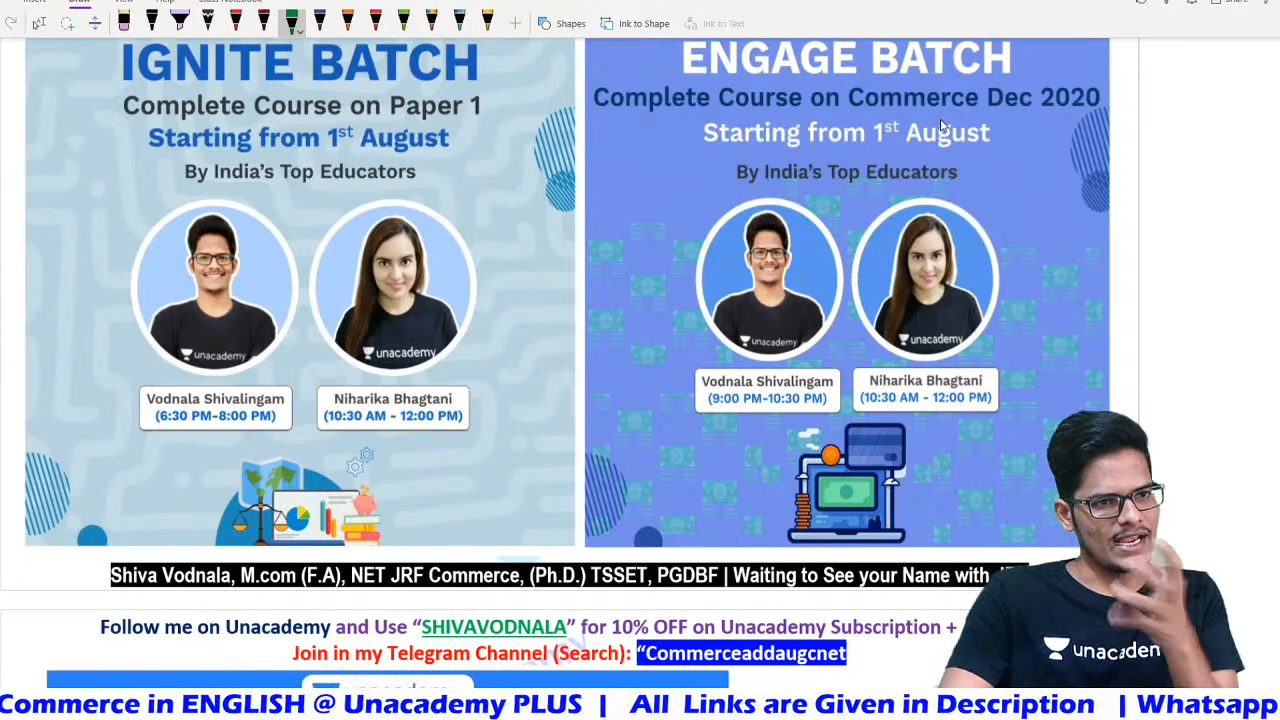 Shapes
Ink to Shape
Ink to Text
IGNITE BATCH
Complete Course on Paper 1
Starting from 1st August
By India's Top Educators
unacademy
unacademy
Vodnala Shivalingam
(6:30 PM-8:00 PM)
Niharika Bhagtani
(10:30 AM - 12:00 PM)
ENGAGE BATCH
Complete Course on Commerce Dec 2020
Starting from 1st August
By India's Top Educators
unacademy
unacademy
Vodnala Shivalingam
(9:00 PM-10:30 PM)
Niharika Bhagtani
(10:30 AM - 12:00 PM)
Shiva Vodnala, M.com (F.A), NET JRF Commerce, (Ph.D.) TSSET, PGDBF | Waiting to See your Name with
Follow me on Unacademy and Use “SHIVAVODNALA” for 10% OFF on Unacademy Subscription +
Join in my Telegram Channel (Search): “Commerceaddaugcnet
unacadem
Commerce in ENGLISH @ Unacademy PLUS | All Links are Given in Description | Whatsapp